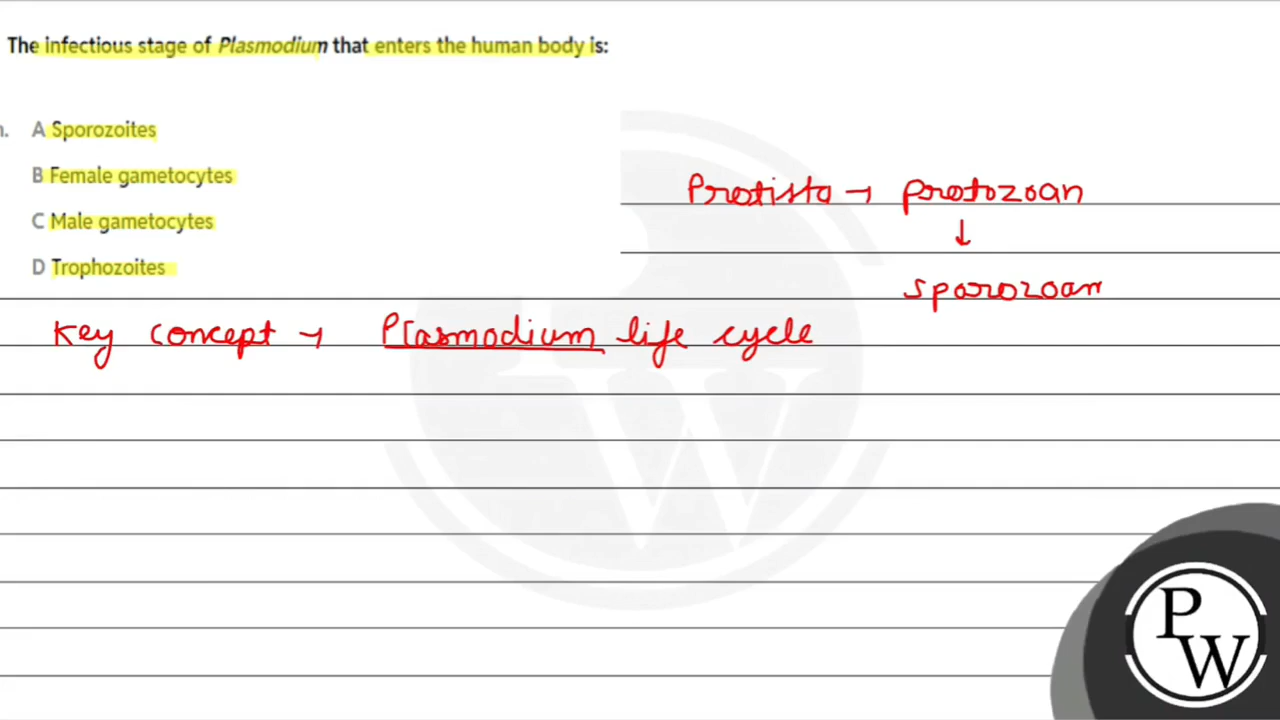 The infectious stage of Plasmodium that enters the human body is:
n. A Sporozoites
B Female gametocytes
C Male gametocytes
D Trophozoites
Protista → protozoan
↓
sporozoan
Key concept → Plasmodium life cycle
PW